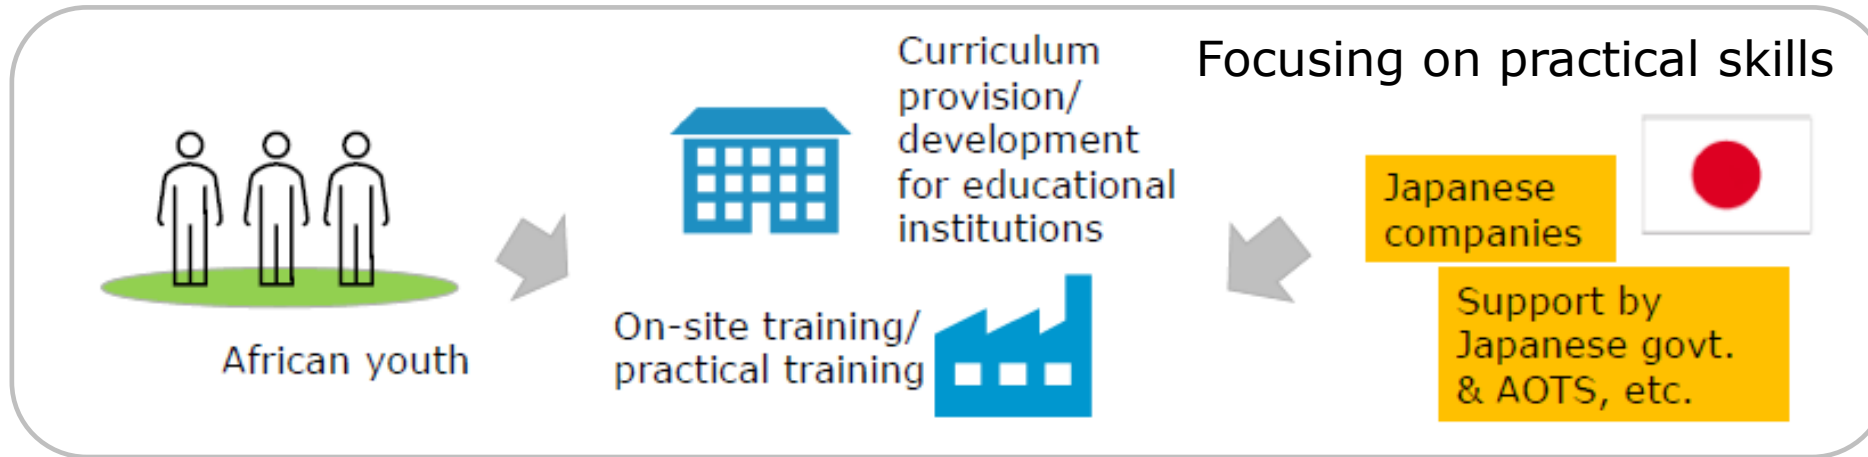 Focusing on practical skills
African youth
Curriculum
provision/
development
for educational
institutions
On-site training/
practical training
Japanese
companies
Support by
Japanese govt.
& AOTS, etc.